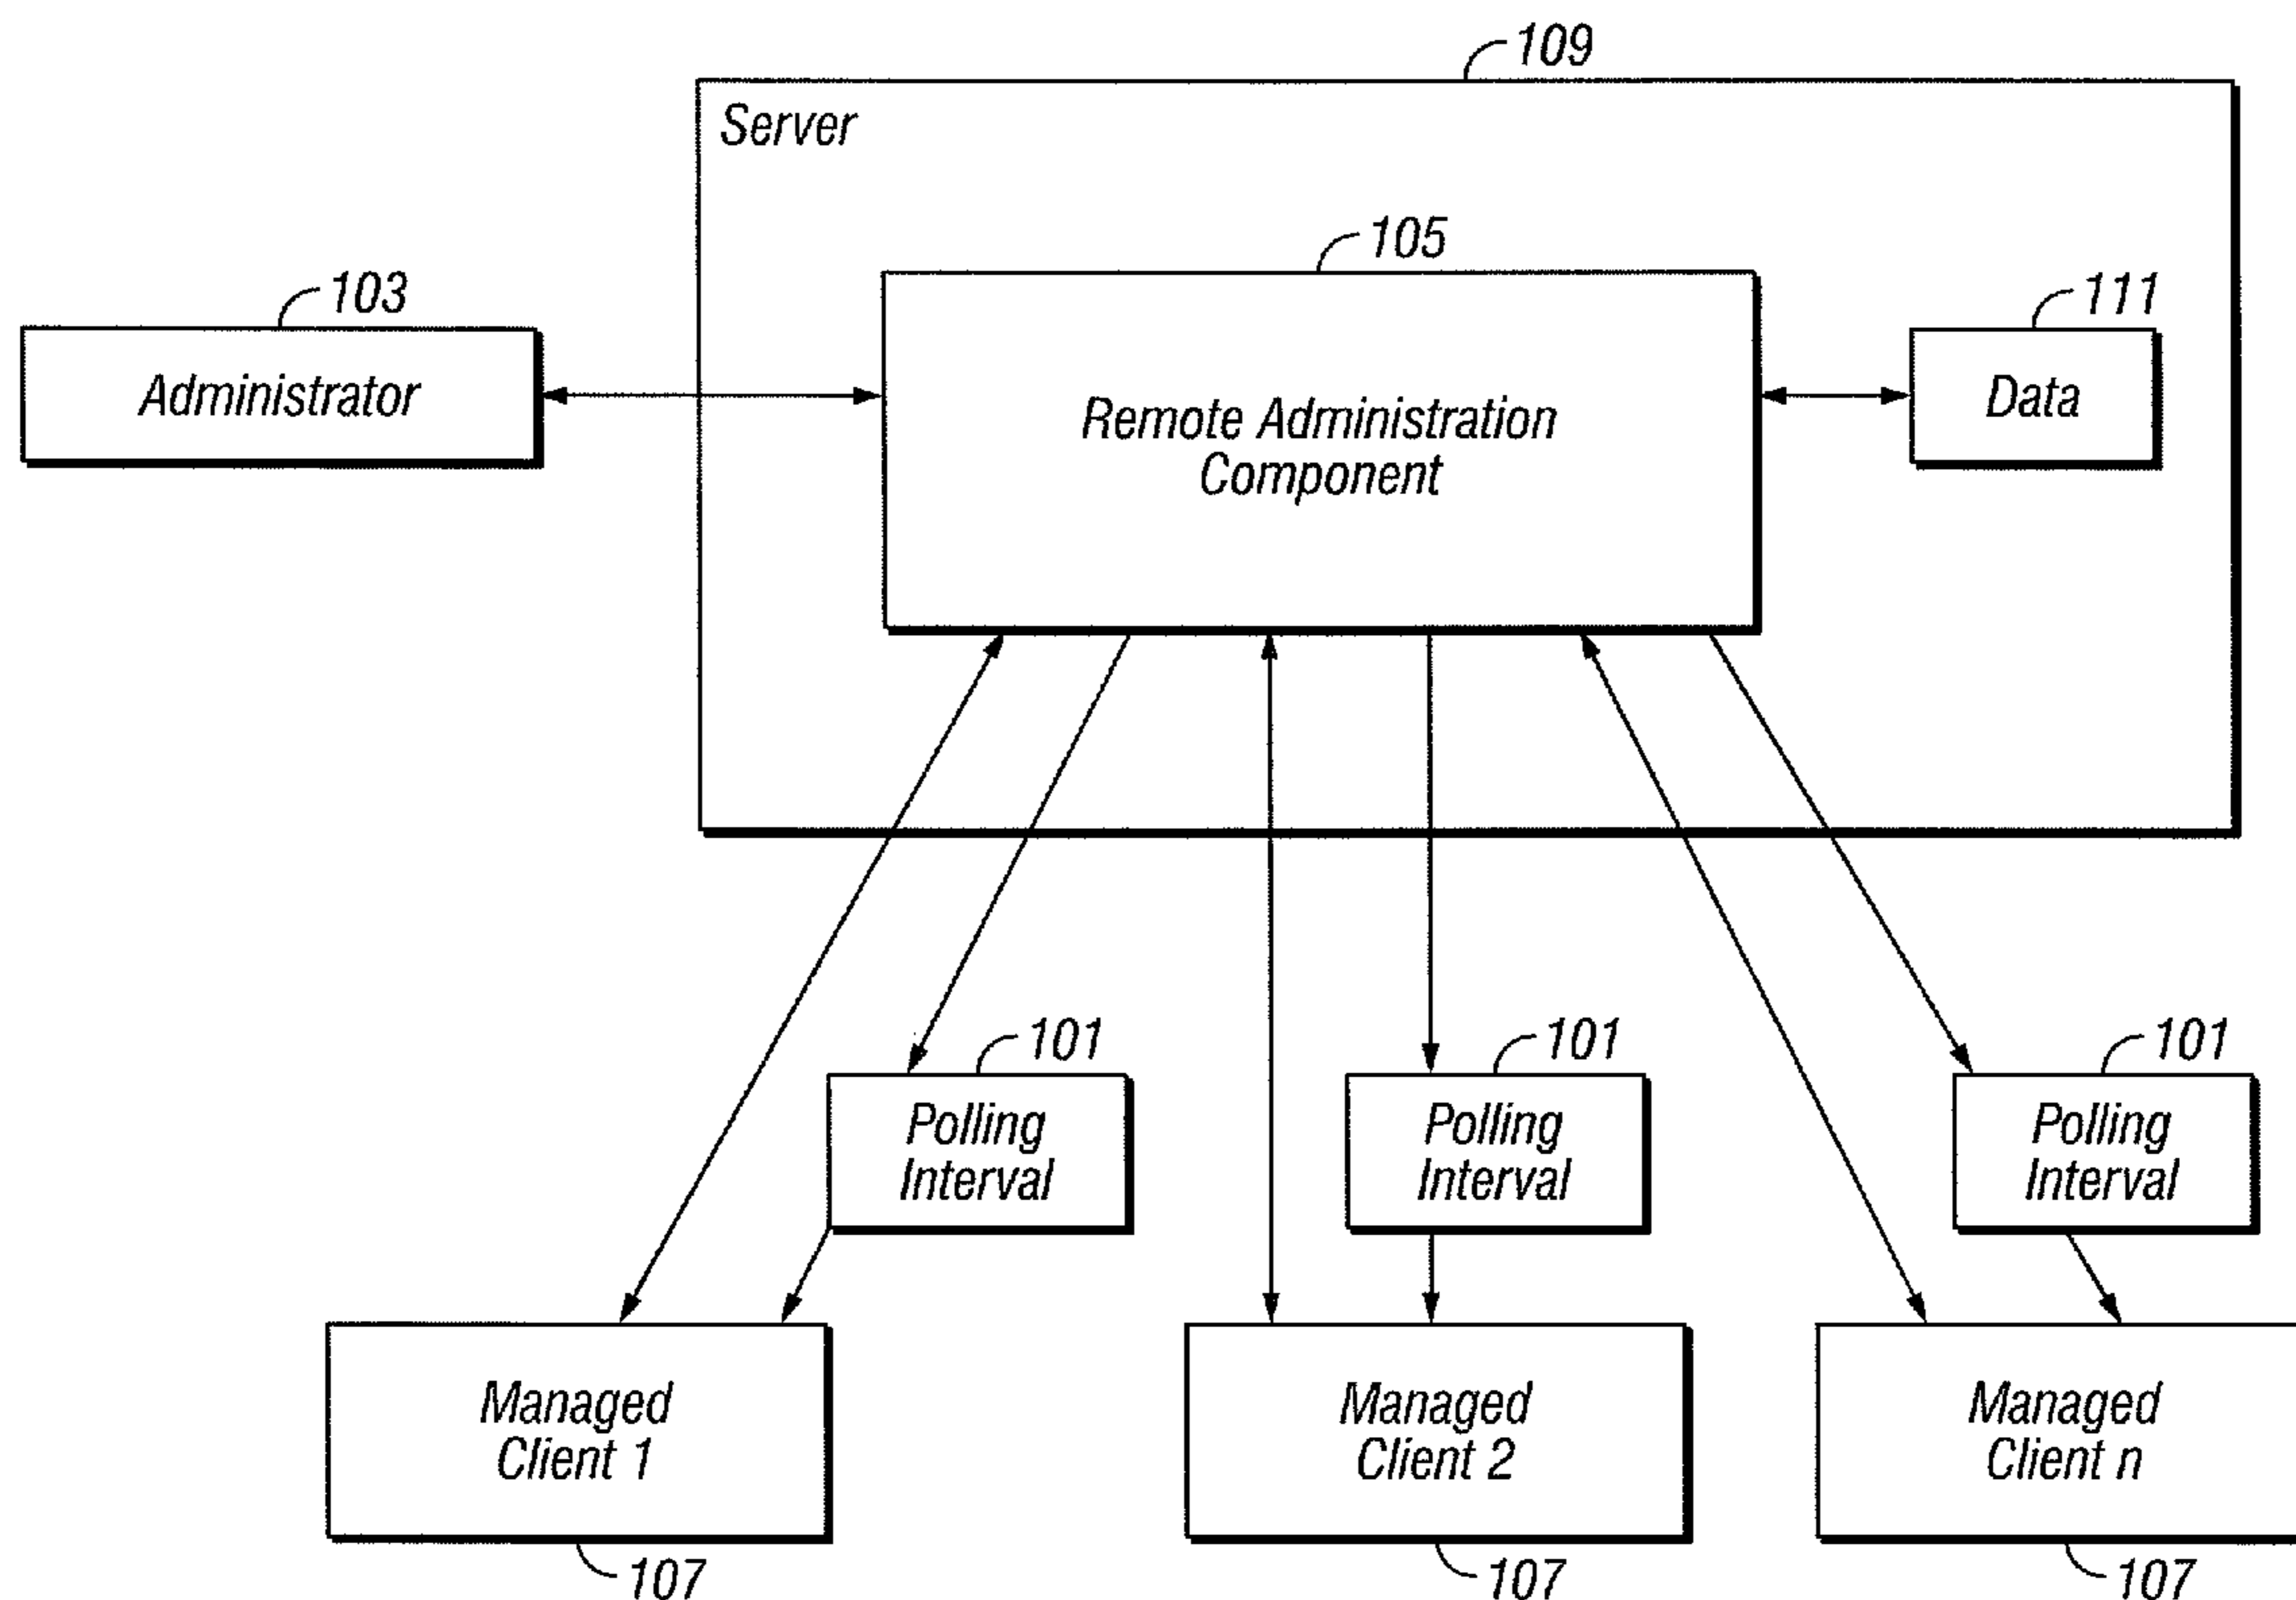 109
Server
105
103
111
Administrator
Remote Administration
Component
Data
101
101
101
Polling
Interval
Polling
Interval
Polling
Interval
Managed
Client 1
Managed
Client 2
Managed
Client n
107
107
107